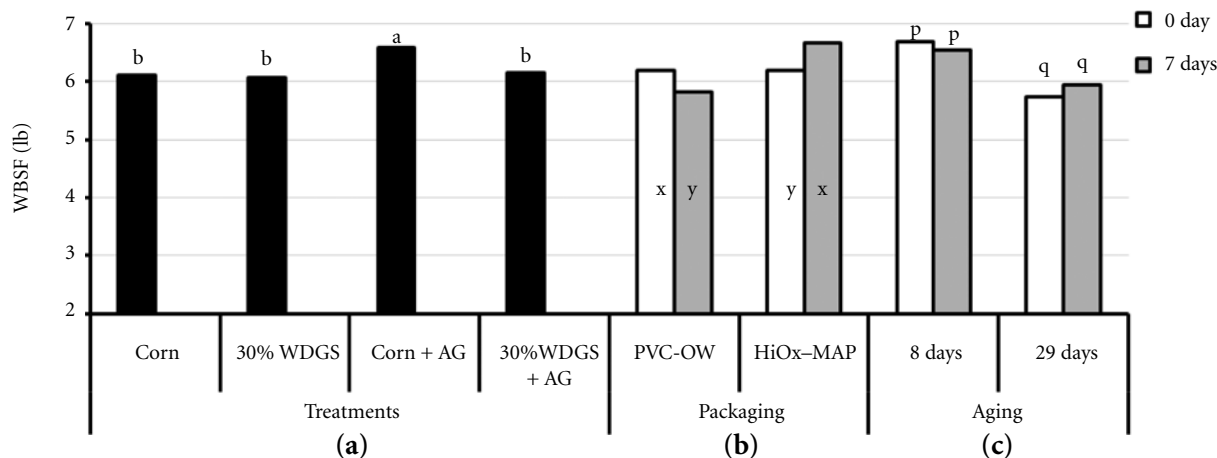 7
6
5
4
3
2
WBSF (lb)
b
b
a
b
x
y
y
x
p
p
q
q
0 day
7 days
Corn
30% WDGS
Corn + AG
30%WDGS
+ AG
PVC-OW
HiOx–MAP
8 days
29 days
Treatments
Packaging
Aging
(a)
(b)
(c)